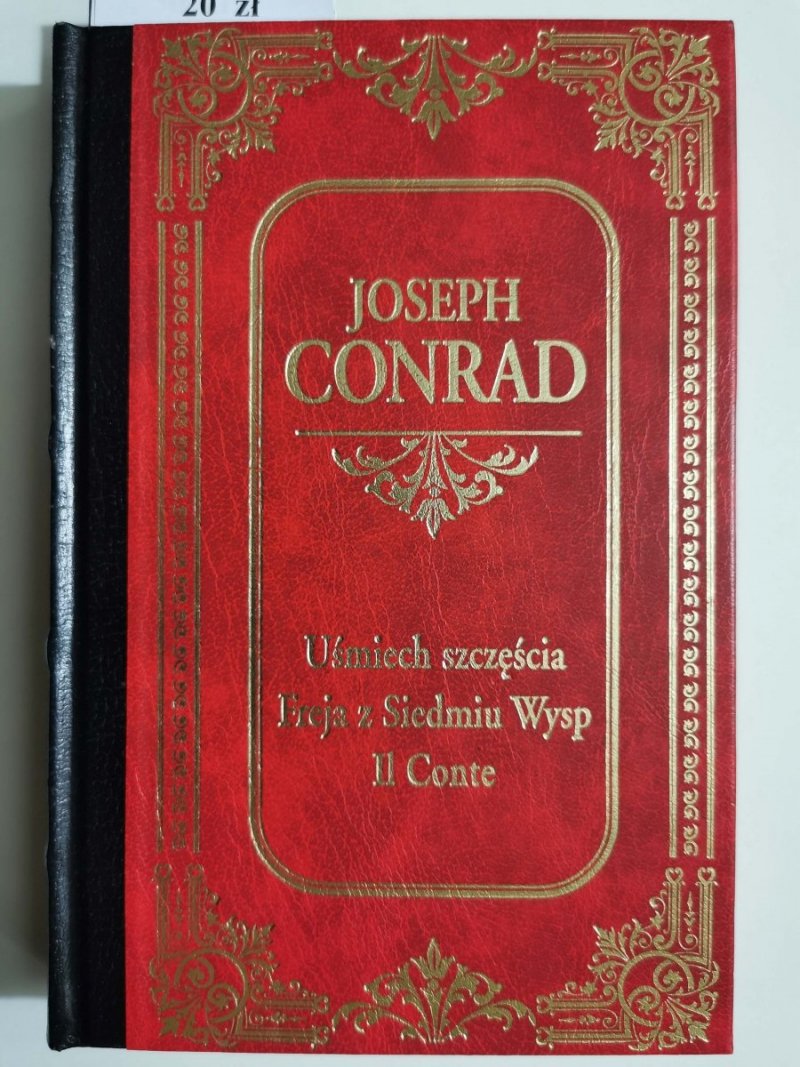 20 zł
JOSEPH
CONRAD
Uśmiech szczęścia
Freja z Siedmiu Wysp
Il Conte